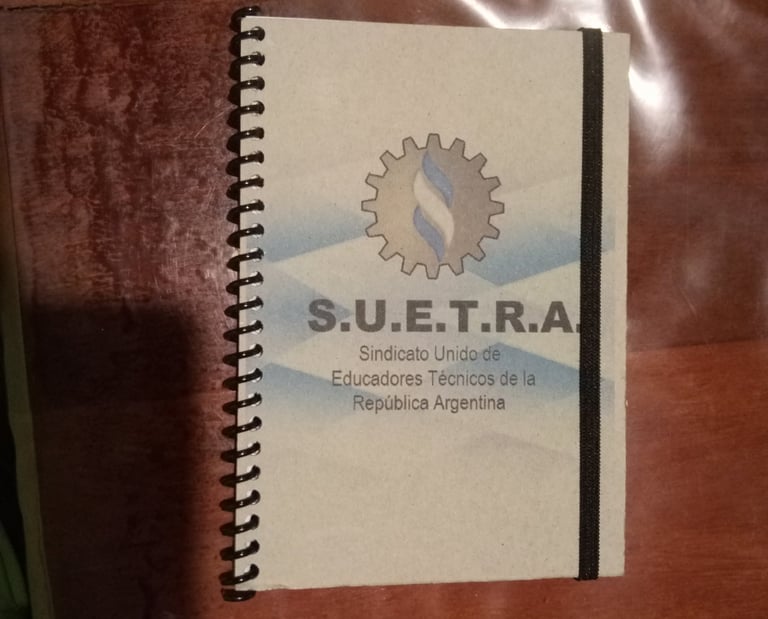 S.U.E.T.R.A.
Sindicato Unido de
Educadores Técnicos de la
República Argentina